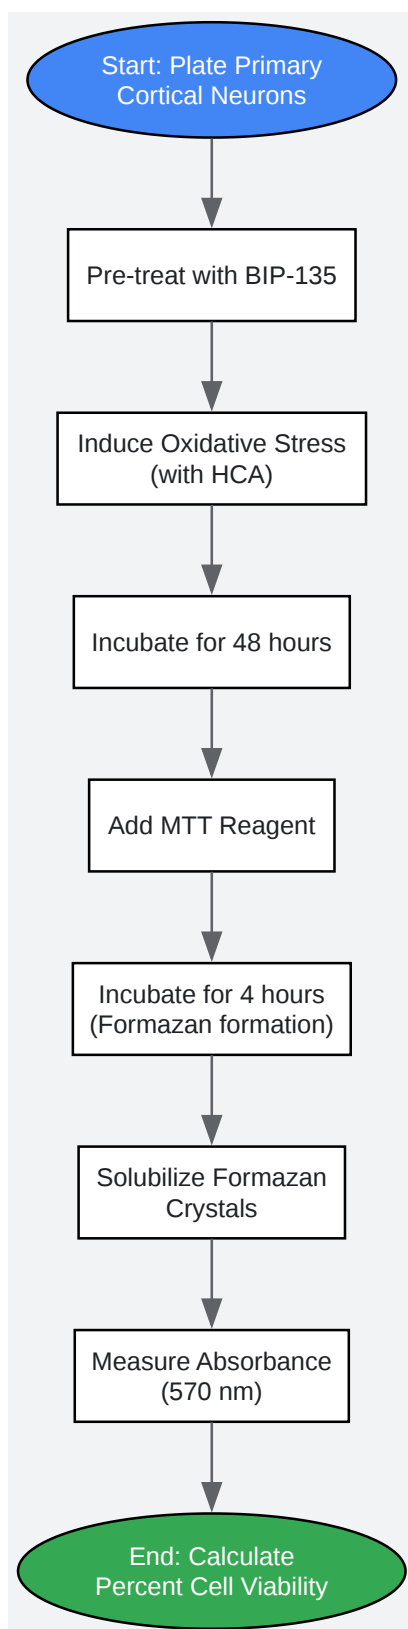 Start: Plate Primary
Cortical Neurons
Pre-treat with BIP-135
Induce Oxidative Stress
(with HCA)
Incubate for 48 hours
Add MTT Reagent
Incubate for 4 hours
(Formazan formation)
Solubilize Formazan
Crystals
Measure Absorbance
(570 nm)
End: Calculate
Percent Cell Viability